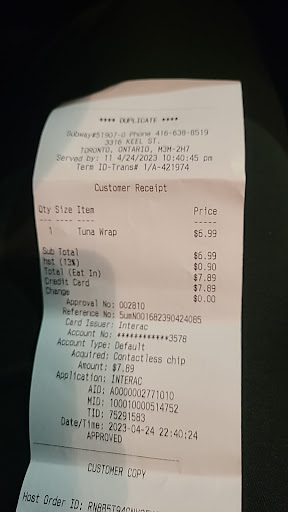 **** DUPLICATE ****
Subway#51907-0 Phone 416-638-8519
3316 KEEL ST.
TORONTO, ONTARIO, M3M-2H7
Served by: 11 4/24/2023 10:40:45 pm
Term ID-Trans# 1/A-421974
Customer Receipt
Qty Size Item Price
1 Tuna Wrap $6.99
Sub Total $6.99
hst (13%) $0.90
Total (Eat In) $7.89
Credit Card $7.89
Change $0.00
Approval No: 002810
Reference No: 5umN001682390424085
Card Issuer: Interac
Account No: ************3578
Account Type: Default
Acquired: Contactless chip
Amount: $7.89
Application: INTERAC
AID: A0000002771010
MID: 100010000514752
TID: 75291583
Date/Time: 2023-04-24 22:40:24
APPROVED
CUSTOMER COPY
Host Order ID: